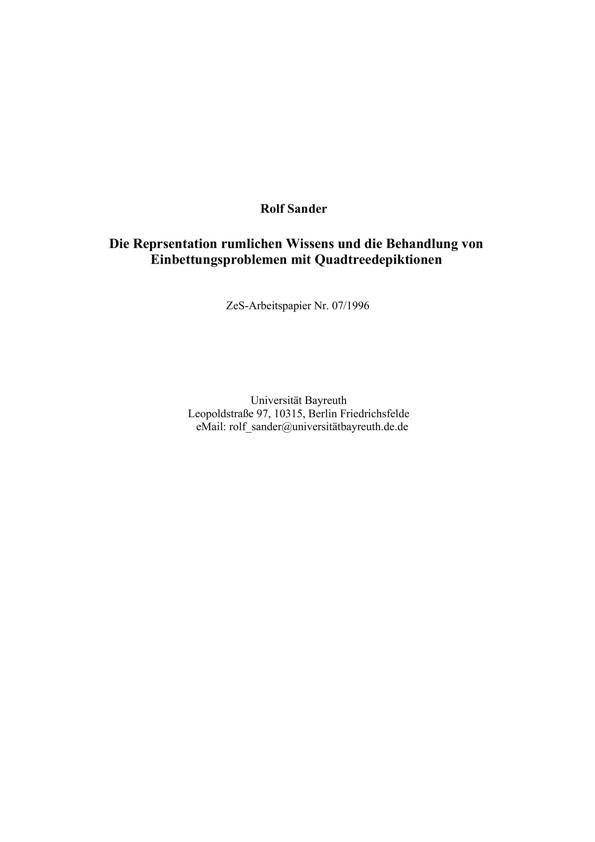 Rolf Sander
Die Reprsentation rumlichen Wissens und die Behandlung von
Einbettungsproblemen mit Quadtreedepiktionen
ZeS-Arbeitspapier Nr. 07/1996
Universität Bayreuth
Leopoldstraße 97, 10315, Berlin Friedrichsfelde
eMail: rolf_sander@universitätbayreuth.de.de